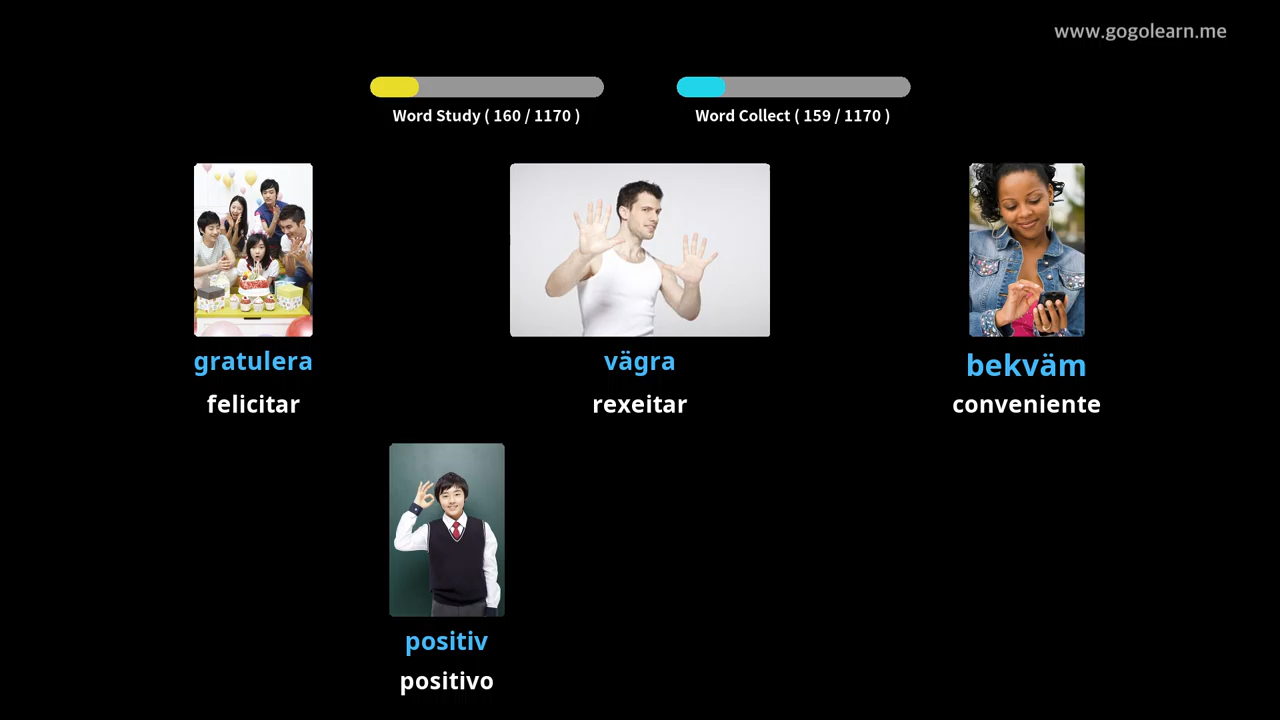 www.gogolearn.me
Word Study ( 160 / 1170 )
Word Collect ( 159 / 1170 )
gratulera
felicitar
vägra
rexeitar
bekväm
conveniente
positiv
positivo